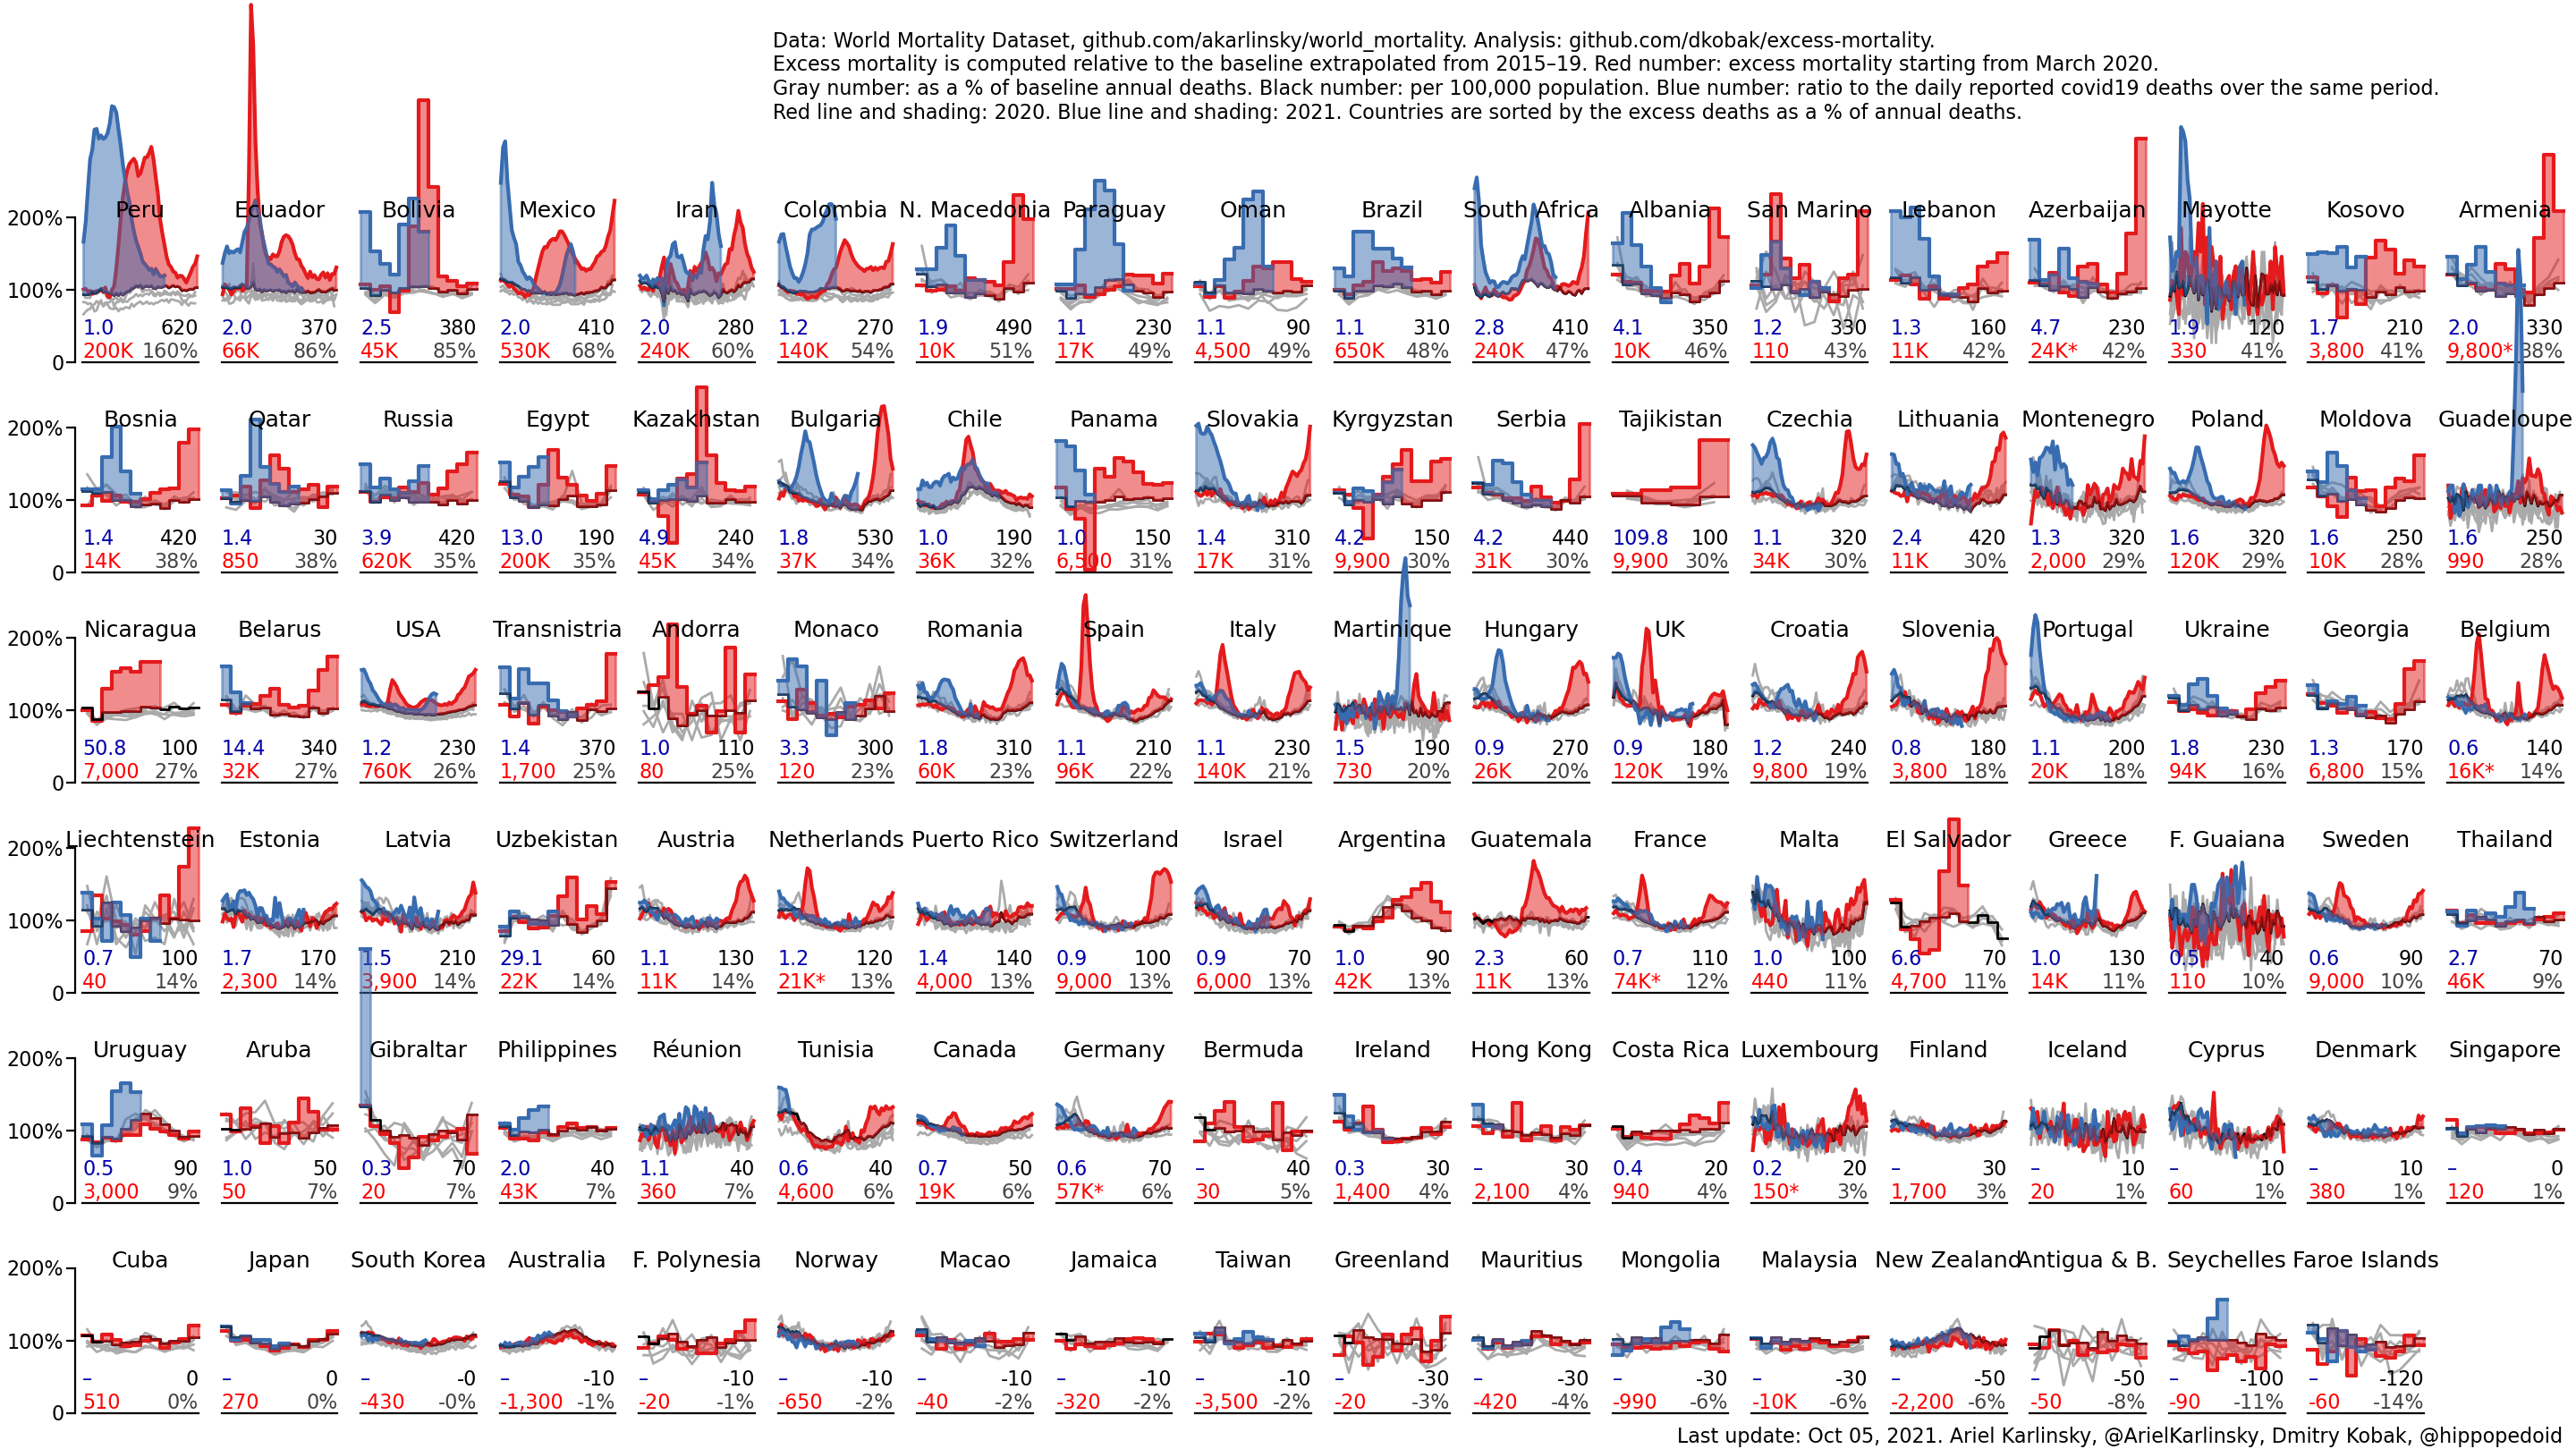 Data: World Mortality Dataset, github.com/akarlinsky/world_mortality. Analysis: github.com/dkobak/excess-mortality.
Excess mortality is computed relative to the baseline extrapolated from 2015–19. Red number: excess mortality starting from March 2020.
Gray number: as a % of baseline annual deaths. Black number: per 100,000 population. Blue number: ratio to the daily reported covid19 deaths over the same period.
Red line and shading: 2020. Blue line and shading: 2021. Countries are sorted by the excess deaths as a % of annual deaths.
200% Peru Ecuador Bolivia Mexico Iran Colombia N. Macedonia Paraguay Oman Brazil South Africa Albania San Marino Lebanon Azerbaijan Mayotte Kosovo Armenia
100%
1.0 620 2.0 370 2.5 380 2.0 410 2.0 280 1.2 270 1.9 490 1.1 230 1.1 90 1.1 310 2.8 410 4.1 350 1.2 330 1.3 160 4.7 230 1.9 120 1.7 210 2.0 330
0 200K 160% 66K 86% 45K 85% 530K 68% 240K 60% 140K 54% 10K 51% 17K 49% 4,500 49% 650K 48% 240K 47% 10K 46% 110 43% 11K 42% 24K* 42% 330 41% 3,800 41% 9,800* 38%
200% Bosnia Qatar Russia Egypt Kazakhstan Bulgaria Chile Panama Slovakia Kyrgyzstan Serbia Tajikistan Czechia Lithuania Montenegro Poland Moldova Guadeloupe
100%
1.4 420 1.4 30 3.9 420 13.0 190 4.9 240 1.8 530 1.0 190 1.0 150 1.4 310 4.2 150 4.2 440 109.8 100 1.1 320 2.4 420 1.3 320 1.6 320 1.6 250 1.6 250
0 14K 38% 850 38% 620K 35% 200K 35% 45K 34% 37K 34% 36K 32% 6,500 31% 17K 31% 9,900 30% 31K 30% 9,900 30% 34K 30% 11K 30% 2,000 29% 120K 29% 10K 28% 990 28%
200% Nicaragua Belarus USA Transnistria Andorra Monaco Romania Spain Italy Martinique Hungary UK Croatia Slovenia Portugal Ukraine Georgia Belgium
100%
50.8 100 14.4 340 1.2 230 1.4 370 1.0 110 3.3 300 1.8 310 1.1 210 1.1 230 1.5 190 0.9 270 0.9 180 1.2 240 0.8 180 1.1 200 1.8 230 1.3 170 0.6 140
0 7,000 27% 32K 27% 760K 26% 1,700 25% 80 25% 120 23% 60K 23% 96K 22% 140K 21% 730 20% 26K 20% 120K 19% 9,800 19% 3,800 18% 20K 18% 94K 16% 6,800 15% 16K* 14%
200% Liechtenstein Estonia Latvia Uzbekistan Austria Netherlands Puerto Rico Switzerland Israel Argentina Guatemala France Malta El Salvador Greece F. Guaiana Sweden Thailand
100%
0.7 100 1.7 170 1.5 210 29.1 60 1.1 130 1.2 120 1.4 140 0.9 100 0.9 70 1.0 90 2.3 60 0.7 110 1.0 100 6.6 70 1.0 130 0.5 40 0.6 90 2.7 70
0 40 14% 2,300 14% 3,900 14% 22K 14% 11K 14% 21K* 13% 4,000 13% 9,000 13% 6,000 13% 42K 13% 11K 13% 74K* 12% 440 11% 4,700 11% 14K 11% 110 10% 9,000 10% 46K 9%
200% Uruguay Aruba Gibraltar Philippines Réunion Tunisia Canada Germany Bermuda Ireland Hong Kong Costa Rica Luxembourg Finland Iceland Cyprus Denmark Singapore
100%
0.5 90 1.0 50 0.3 70 2.0 40 1.1 40 0.6 40 0.7 50 0.6 70 – 40 0.3 30 – 30 0.4 20 0.2 20 – 30 – 10 – 10 – 10 – 0
0 3,000 9% 50 7% 20 7% 43K 7% 360 7% 4,600 6% 19K 6% 57K* 6% 30 5% 1,400 4% 2,100 4% 940 4% 150* 3% 1,700 3% 20 1% 60 1% 380 1% 120 1%
200% Cuba Japan South Korea Australia F. Polynesia Norway Macao Jamaica Taiwan Greenland Mauritius Mongolia Malaysia New Zealand Antigua & B. Seychelles Faroe Islands
100%
– 0 – 0 – -0 – -10 – -10 – -10 – -10 – -10 – -10 – -30 – -30 – -30 – -30 – -50 – -50 – -100 – -120
0 510 0% 270 0% -430 -0% -1,300 -1% -20 -1% -650 -2% -40 -2% -320 -2% -3,500 -2% -20 -3% -420 -4% -990 -6% -10K -6% -2,200 -6% -50 -8% -90 -11% -60 -14%
Last update: Oct 05, 2021. Ariel Karlinsky, @ArielKarlinsky, Dmitry Kobak, @hippopedoid